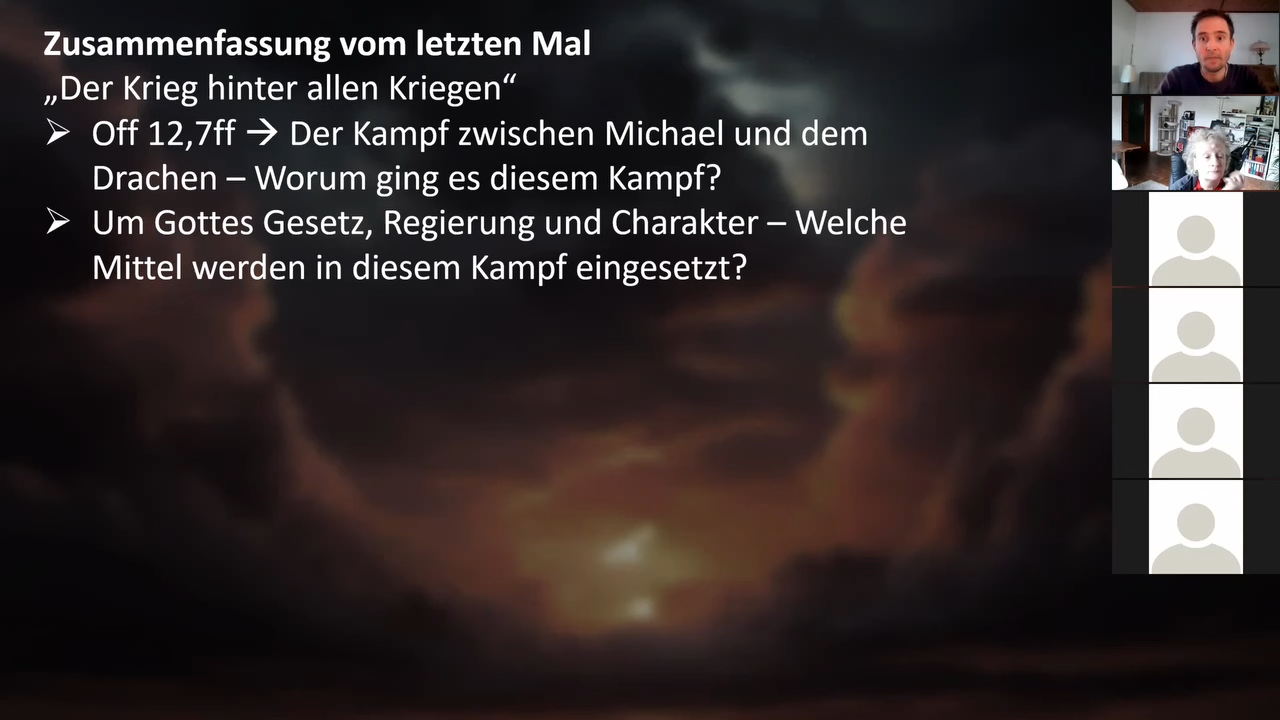 Zusammenfassung vom letzten Mal
„Der Krieg hinter allen Kriegen“
➢ Off 12,7ff → Der Kampf zwischen Michael und dem
Drachen – Worum ging es diesem Kampf?
➢ Um Gottes Gesetz, Regierung und Charakter – Welche
Mittel werden in diesem Kampf eingesetzt?